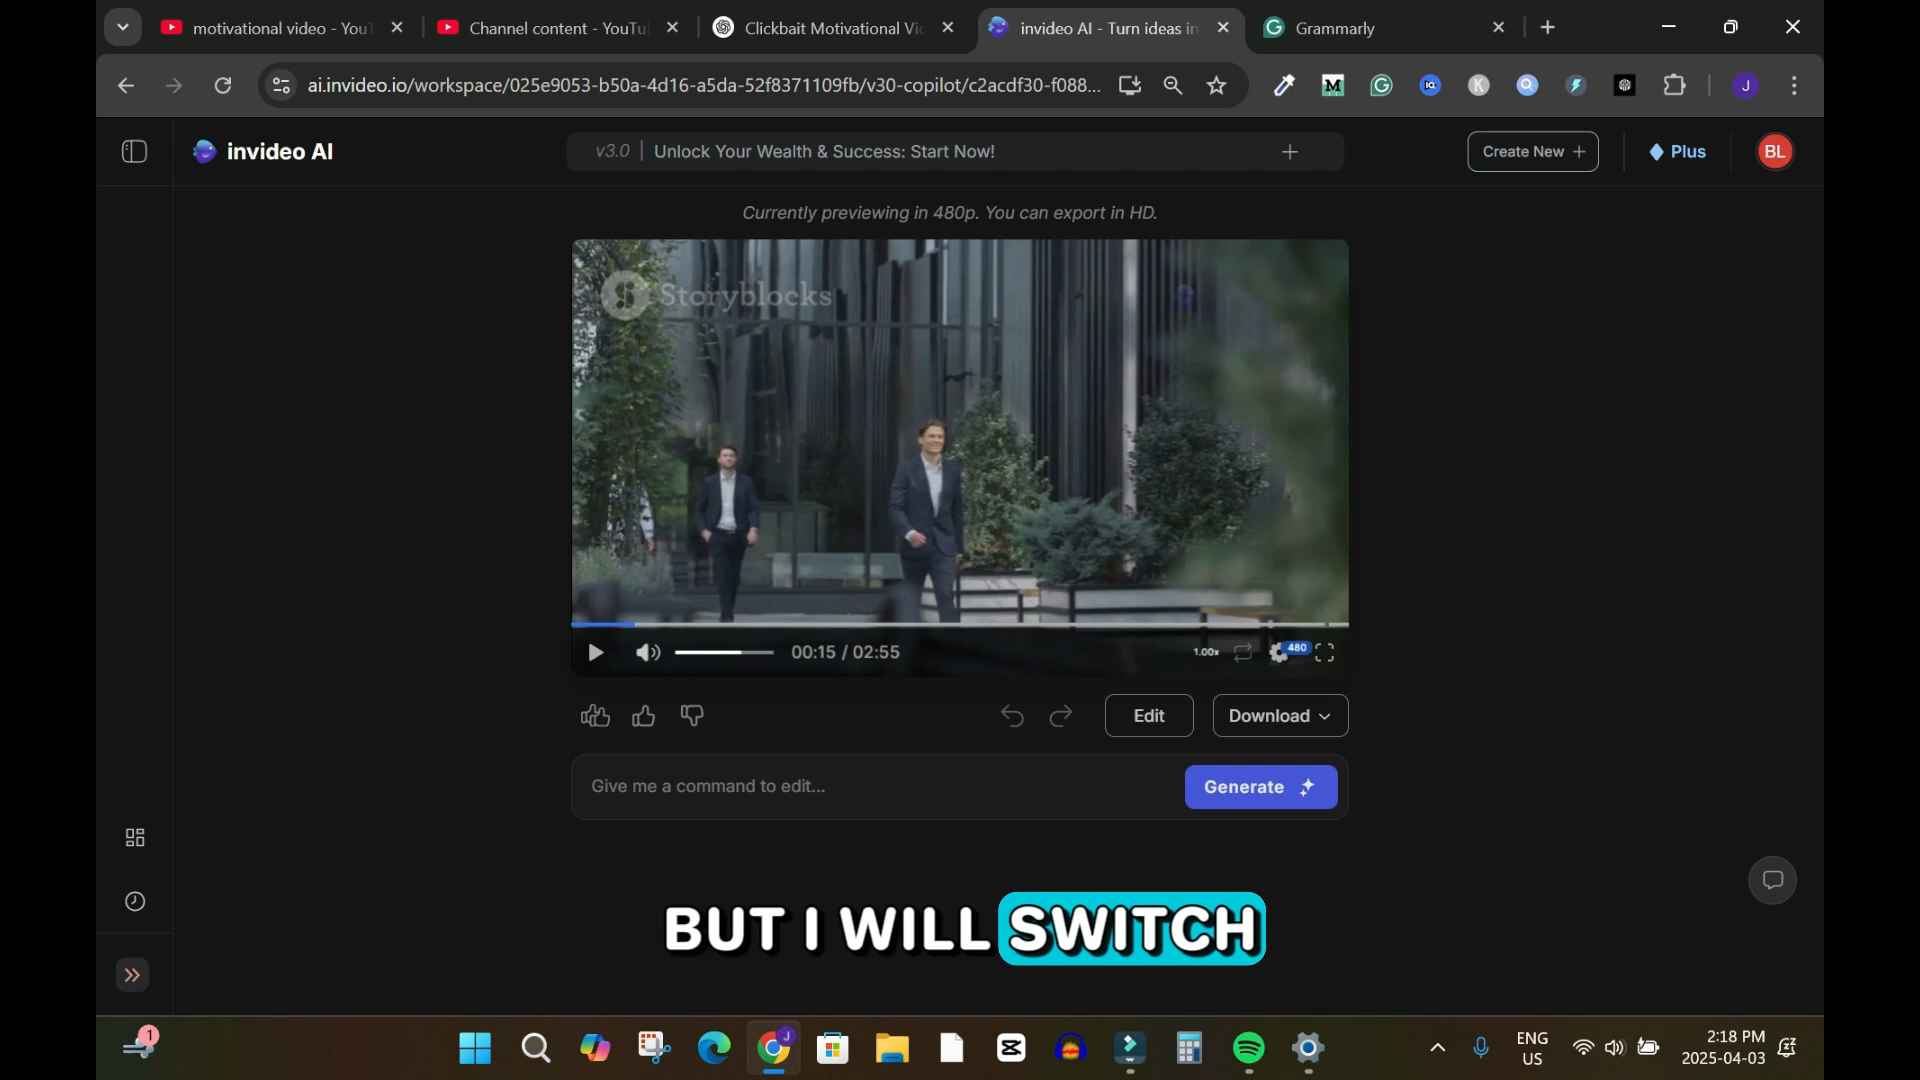 motivational video - You
Channel content - YouTu
Clickbait Motivational Vic
invideo AI - Turn ideas in
Grammarly
ai.invideo.io/workspace/025e9053-b50a-4d16-a5da-52f8371109fb/v30-copilot/c2acdf30-f088...
invideo AI
v3.0
Unlock Your Wealth & Success: Start Now!
Create New
Plus
BL
Currently previewing in 480p. You can export in HD.
Storyblocks
00:15 / 02:55
1.00x
480
Edit
Download
Give me a command to edit...
Generate
BUT I WILL SWITCH
1
ENG
US
2:18 PM
2025-04-03